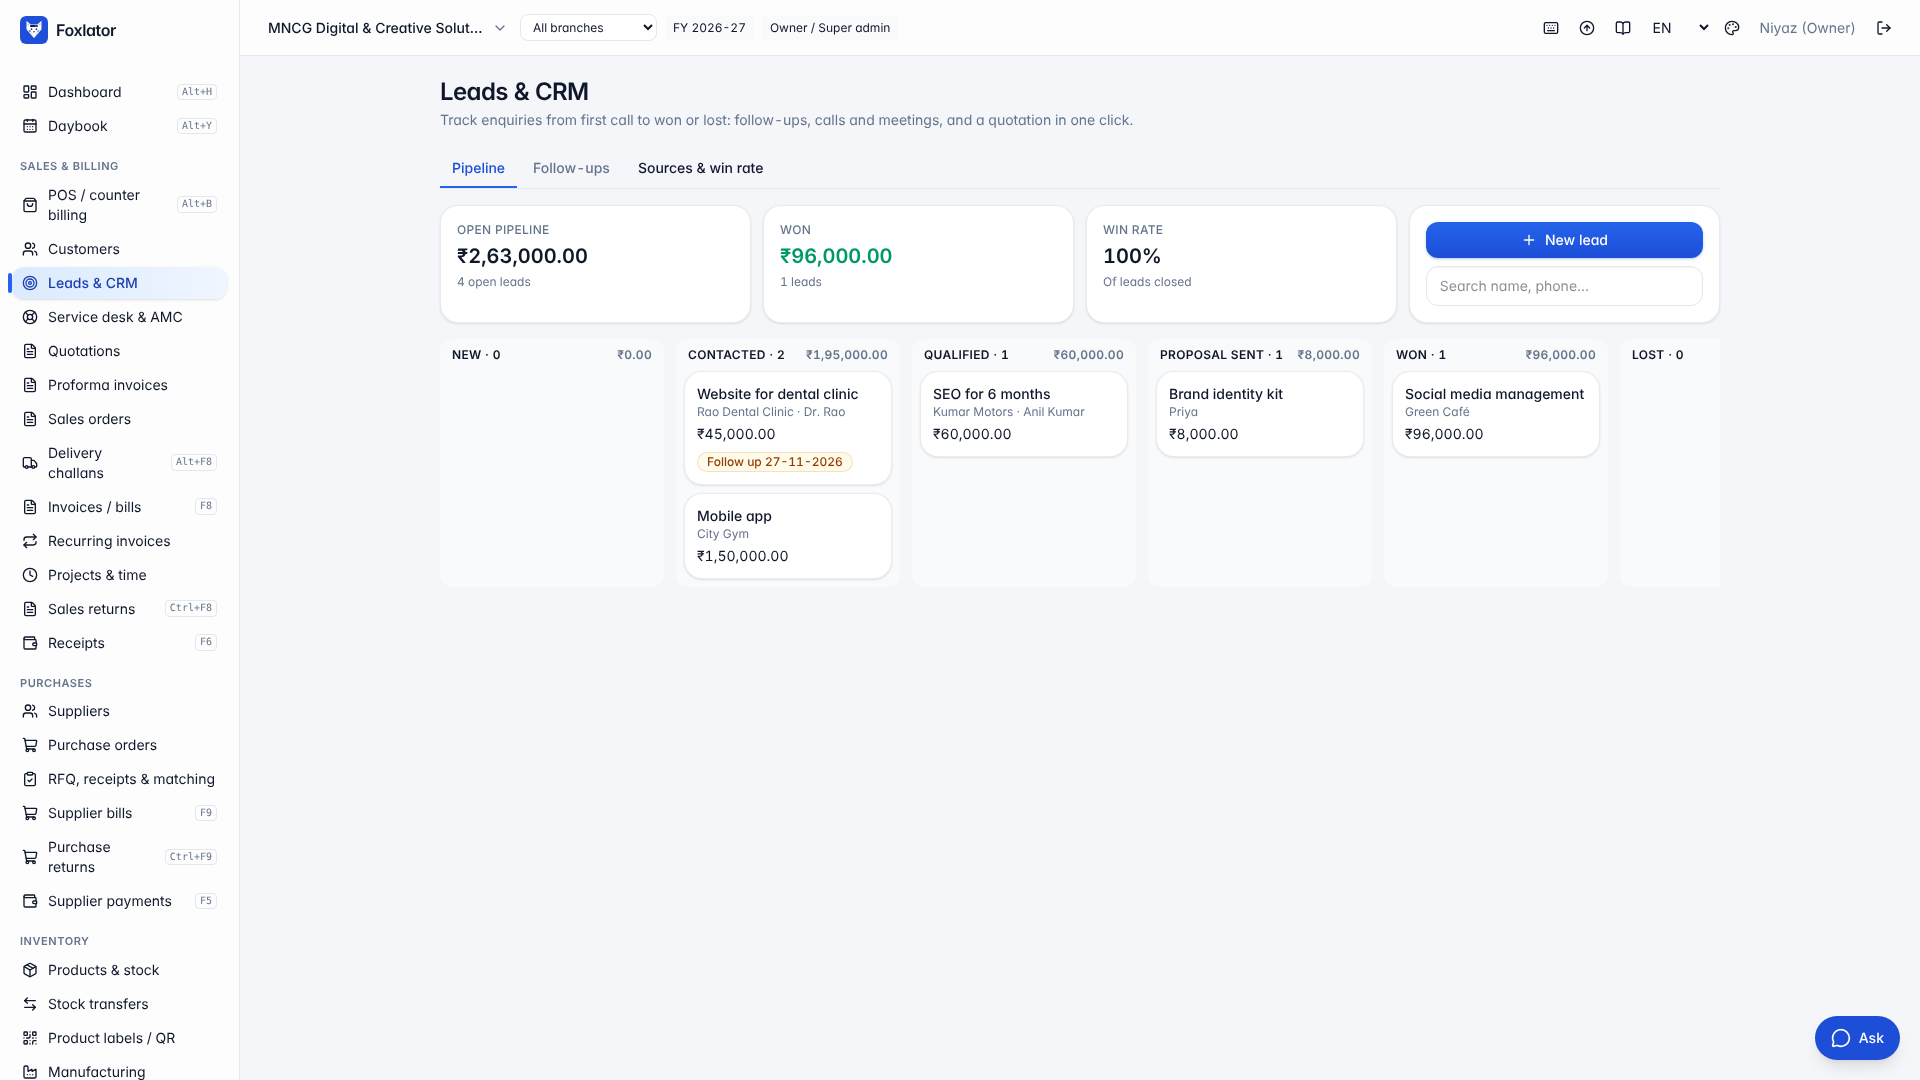 Foxlator
MNCG Digital & Creative Solut...
All branches
FY 2026-27
Owner / Super admin
EN
Niyaz (Owner)
Dashboard Alt+H
Daybook Alt+Y
SALES & BILLING
POS / counter
billing
Alt+B
Customers
Leads & CRM
Service desk & AMC
Quotations
Proforma invoices
Sales orders
Delivery
challans
Alt+F8
Invoices / bills F8
Recurring invoices
Projects & time
Sales returns Ctrl+F8
Receipts F6
PURCHASES
Suppliers
Purchase orders
RFQ, receipts & matching
Supplier bills F9
Purchase
returns
Ctrl+F9
Supplier payments F5
INVENTORY
Products & stock
Stock transfers
Product labels / QR
Manufacturing
Leads & CRM
Track enquiries from first call to won or lost: follow-ups, calls and meetings, and a quotation in one click.
Pipeline Follow-ups Sources & win rate
OPEN PIPELINE
₹2,63,000.00
4 open leads
WON
₹96,000.00
1 leads
WIN RATE
100%
Of leads closed
+ New lead
Search name, phone...
NEW · 0 ₹0.00
CONTACTED · 2 ₹1,95,000.00
Website for dental clinic
Rao Dental Clinic · Dr. Rao
₹45,000.00
Follow up 27-11-2026
Mobile app
City Gym
₹1,50,000.00
QUALIFIED · 1 ₹60,000.00
SEO for 6 months
Kumar Motors · Anil Kumar
₹60,000.00
PROPOSAL SENT · 1 ₹8,000.00
Brand identity kit
Priya
₹8,000.00
WON · 1 ₹96,000.00
Social media management
Green Café
₹96,000.00
LOST · 0
Ask